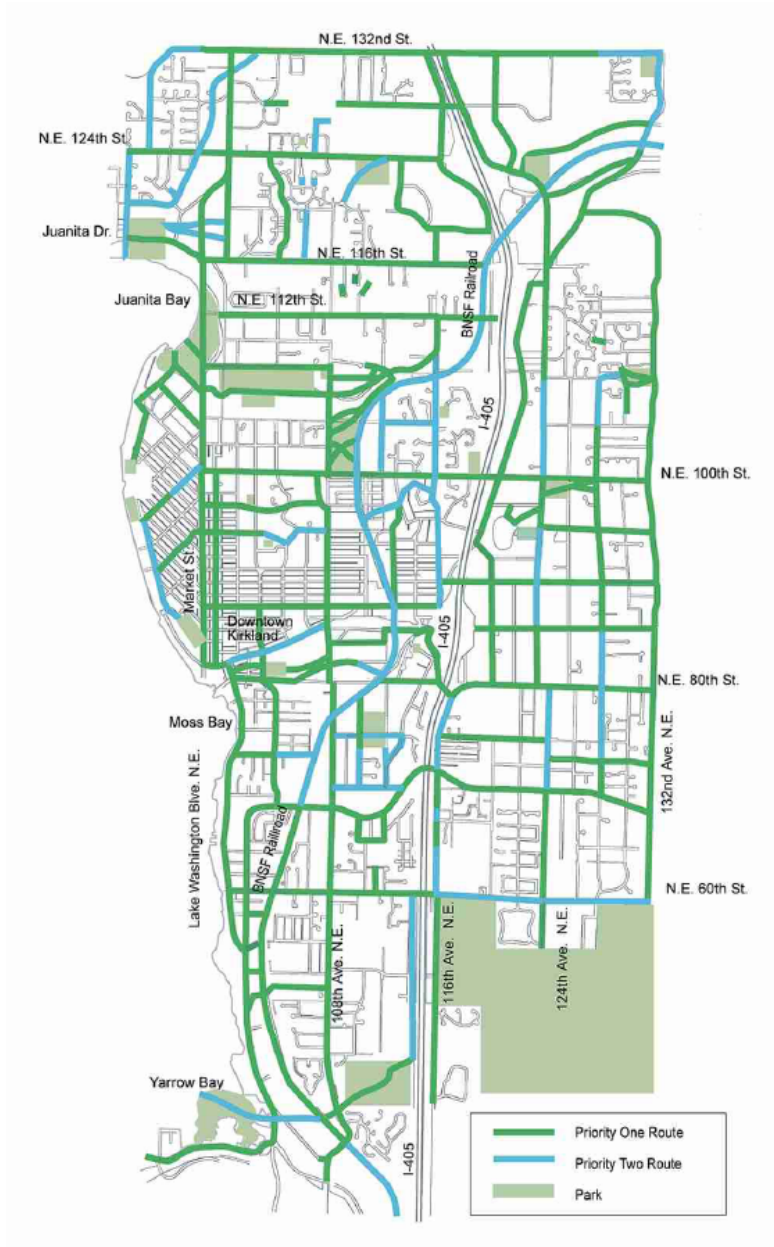 N.E. 132nd St.
N.E. 124th St.
Juanita Dr.
N.E. 116th St.
BNSF Railroad
Juanita Bay
N.E. 112th St.
I-405
N.E. 100th St.
Market St.
Downtown
Kirkland
I-405
N.E. 80th St.
Moss Bay
132nd Ave. N.E.
Lake Washington Blve. N.E.
BNSF Raillroad
N.E. 60th St.
108th Ave. N.E.
116th Ave. N.E.
124th Ave. N.E.
Yarrow Bay
I-405
Priority One Route
Priority Two Route
Park